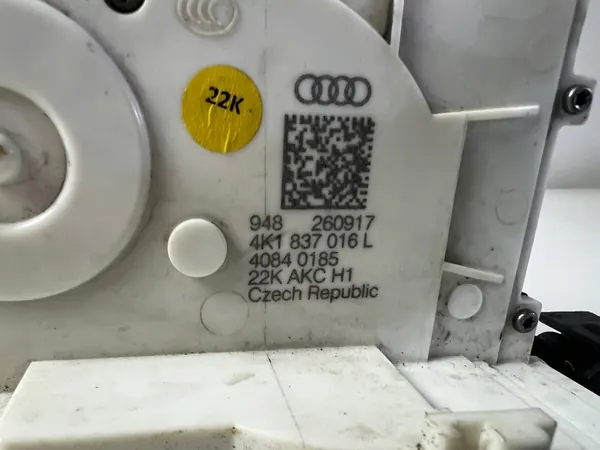 22K
948 260917
4K1 837 016 L
4084 0185
22K AKC H1
Czech Republic